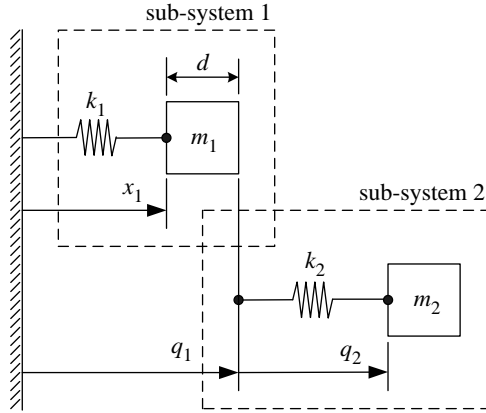 sub-system 1
d
k₁
m₁
x₁
sub-system 2
k₂
m₂
q₁
q₂